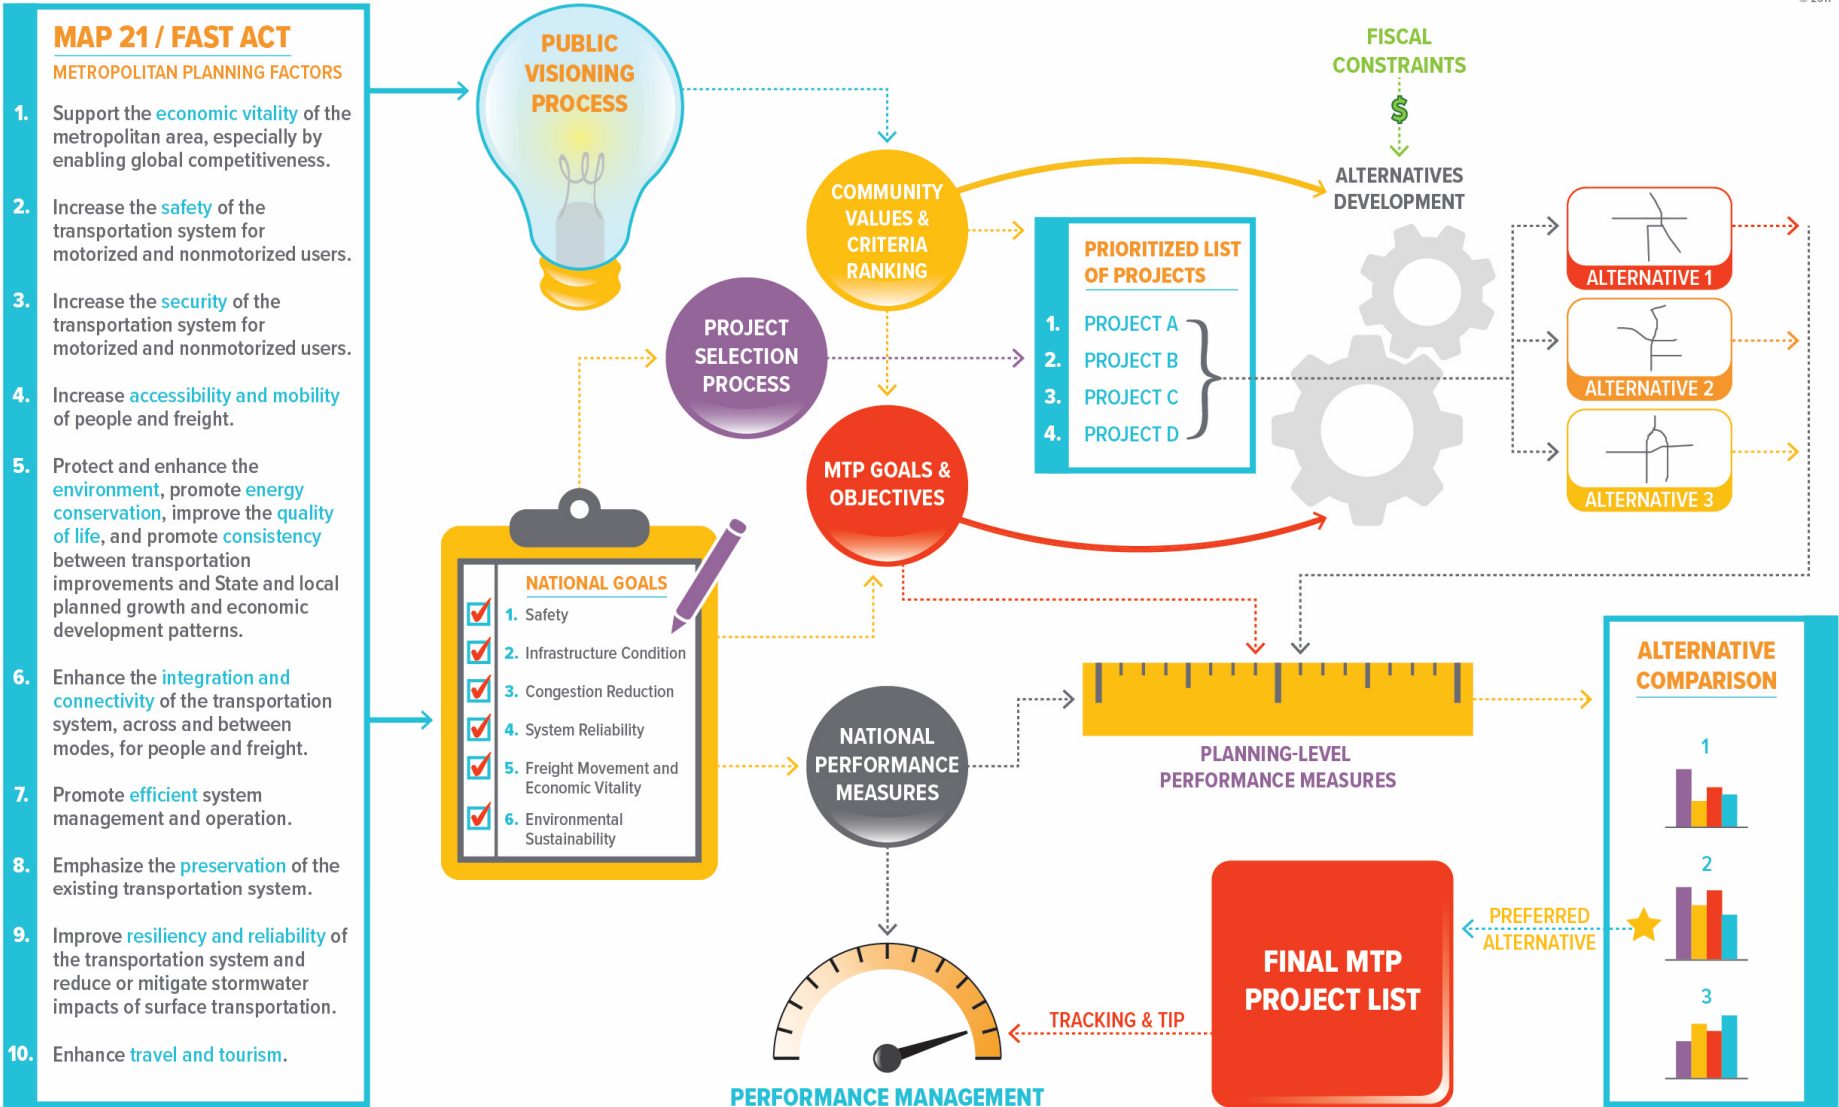 MAP 21 / FAST ACT
METROPOLITAN PLANNING FACTORS
1. Support the economic vitality of the
metropolitan area, especially by
enabling global competitiveness.
2. Increase the safety of the
transportation system for
motorized and nonmotorized users.
3. Increase the security of the
transportation system for
motorized and nonmotorized users.
4. Increase accessibility and mobility
of people and freight.
5. Protect and enhance the
environment, promote energy
conservation, improve the quality
of life, and promote consistency
between transportation
improvements and State and local
planned growth and economic
development patterns.
6. Enhance the integration and
connectivity of the transportation
system, across and between
modes, for people and freight.
7. Promote efficient system
management and operation.
8. Emphasize the preservation of the
existing transportation system.
9. Improve resiliency and reliability of
the transportation system and
reduce or mitigate stormwater
impacts of surface transportation.
10. Enhance travel and tourism.
PUBLIC
VISIONING
PROCESS
COMMUNITY
VALUES &
CRITERIA
RANKING
PROJECT
SELECTION
PROCESS
MTP GOALS &
OBJECTIVES
NATIONAL GOALS
1. Safety
2. Infrastructure Condition
3. Congestion Reduction
4. System Reliability
5. Freight Movement and
Economic Vitality
6. Environmental
Sustainability
NATIONAL
PERFORMANCE
MEASURES
PRIORITIZED LIST
OF PROJECTS
1. PROJECT A
2. PROJECT B
3. PROJECT C
4. PROJECT D
FISCAL
CONSTRAINTS
$
ALTERNATIVES
DEVELOPMENT
ALTERNATIVE 1
ALTERNATIVE 2
ALTERNATIVE 3
PLANNING-LEVEL
PERFORMANCE MEASURES
ALTERNATIVE
COMPARISON
1
2
3
PREFERRED
ALTERNATIVE
FINAL MTP
PROJECT LIST
TRACKING & TIP
PERFORMANCE MANAGEMENT